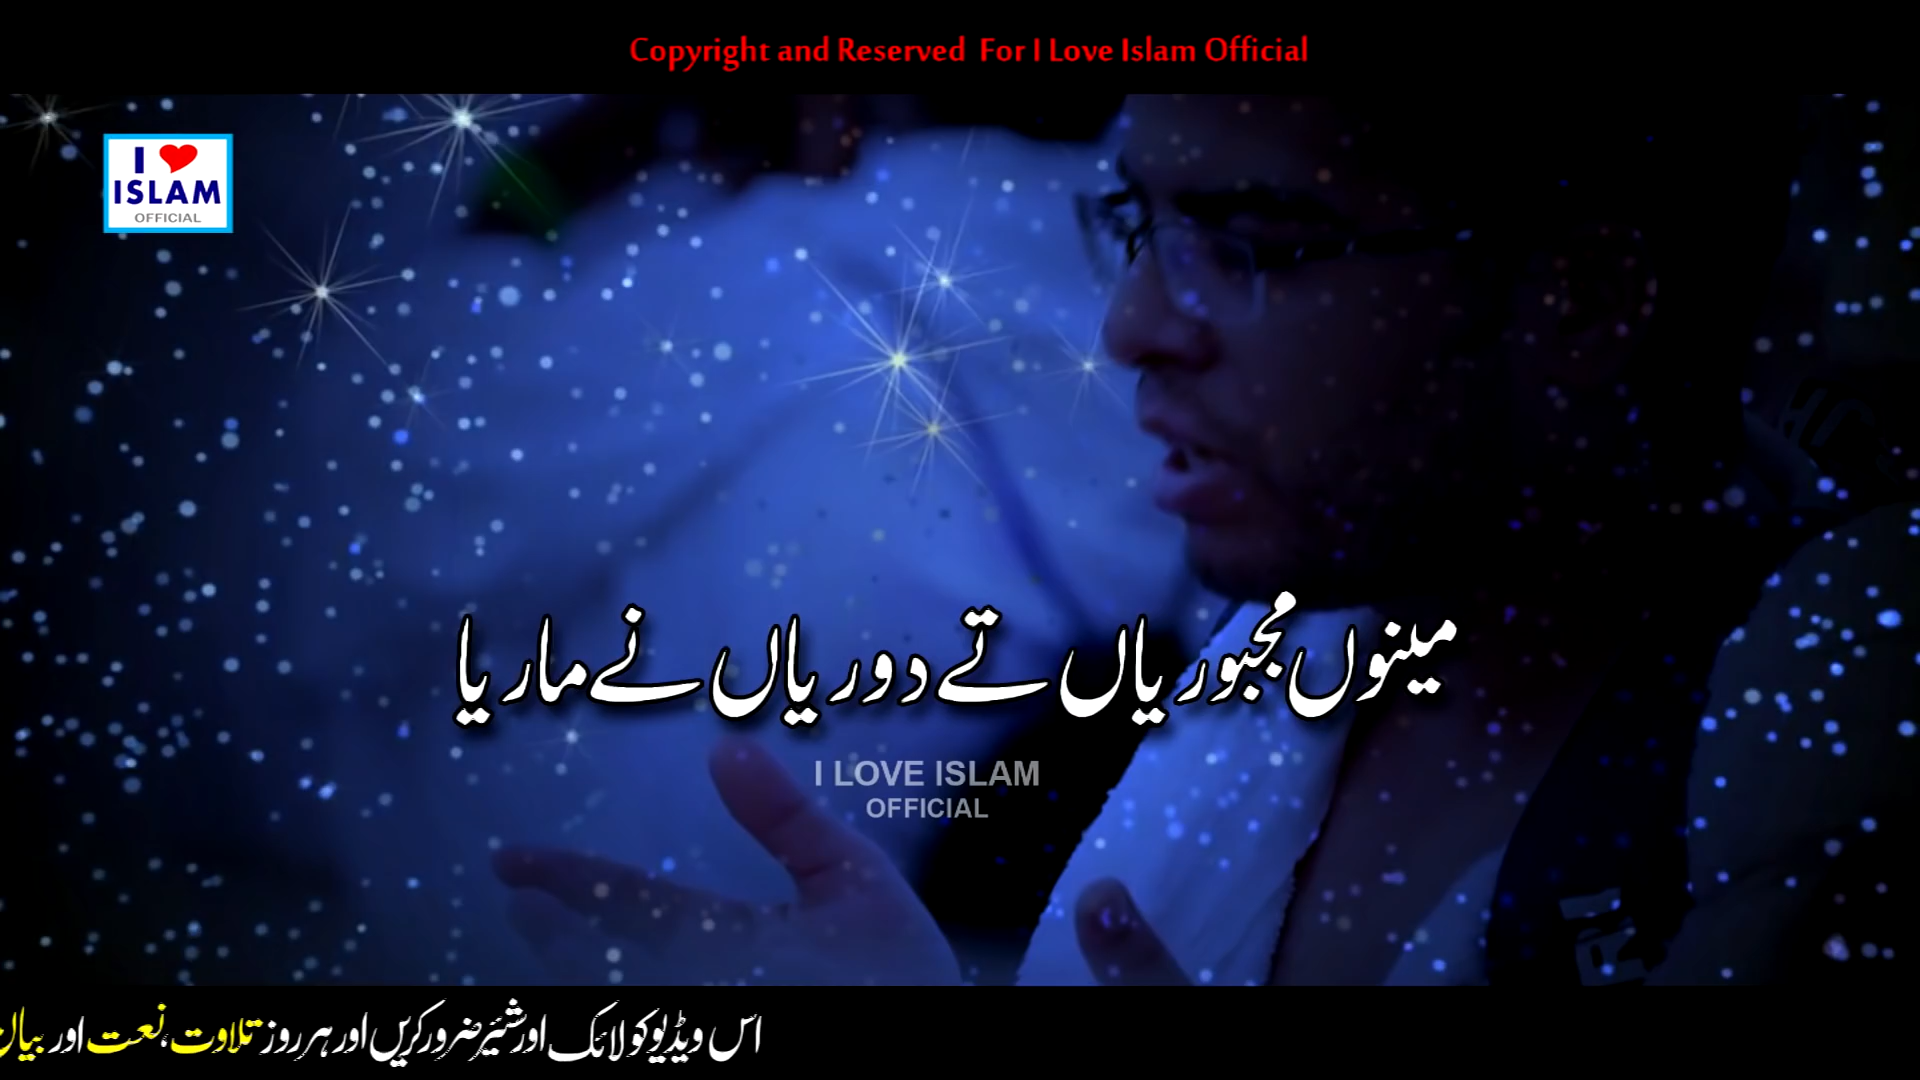 Copyright and Reserved For I Love Islam Official
I ❤
ISLAM
OFFICIAL
مینوں مجبوریاں تے دوریاں نے ماریا
I LOVE ISLAM
OFFICIAL
اس ویڈیو کو لائک اور شئیر ضرور کریں اور ہر روز تلاوت، نعت اور بیان